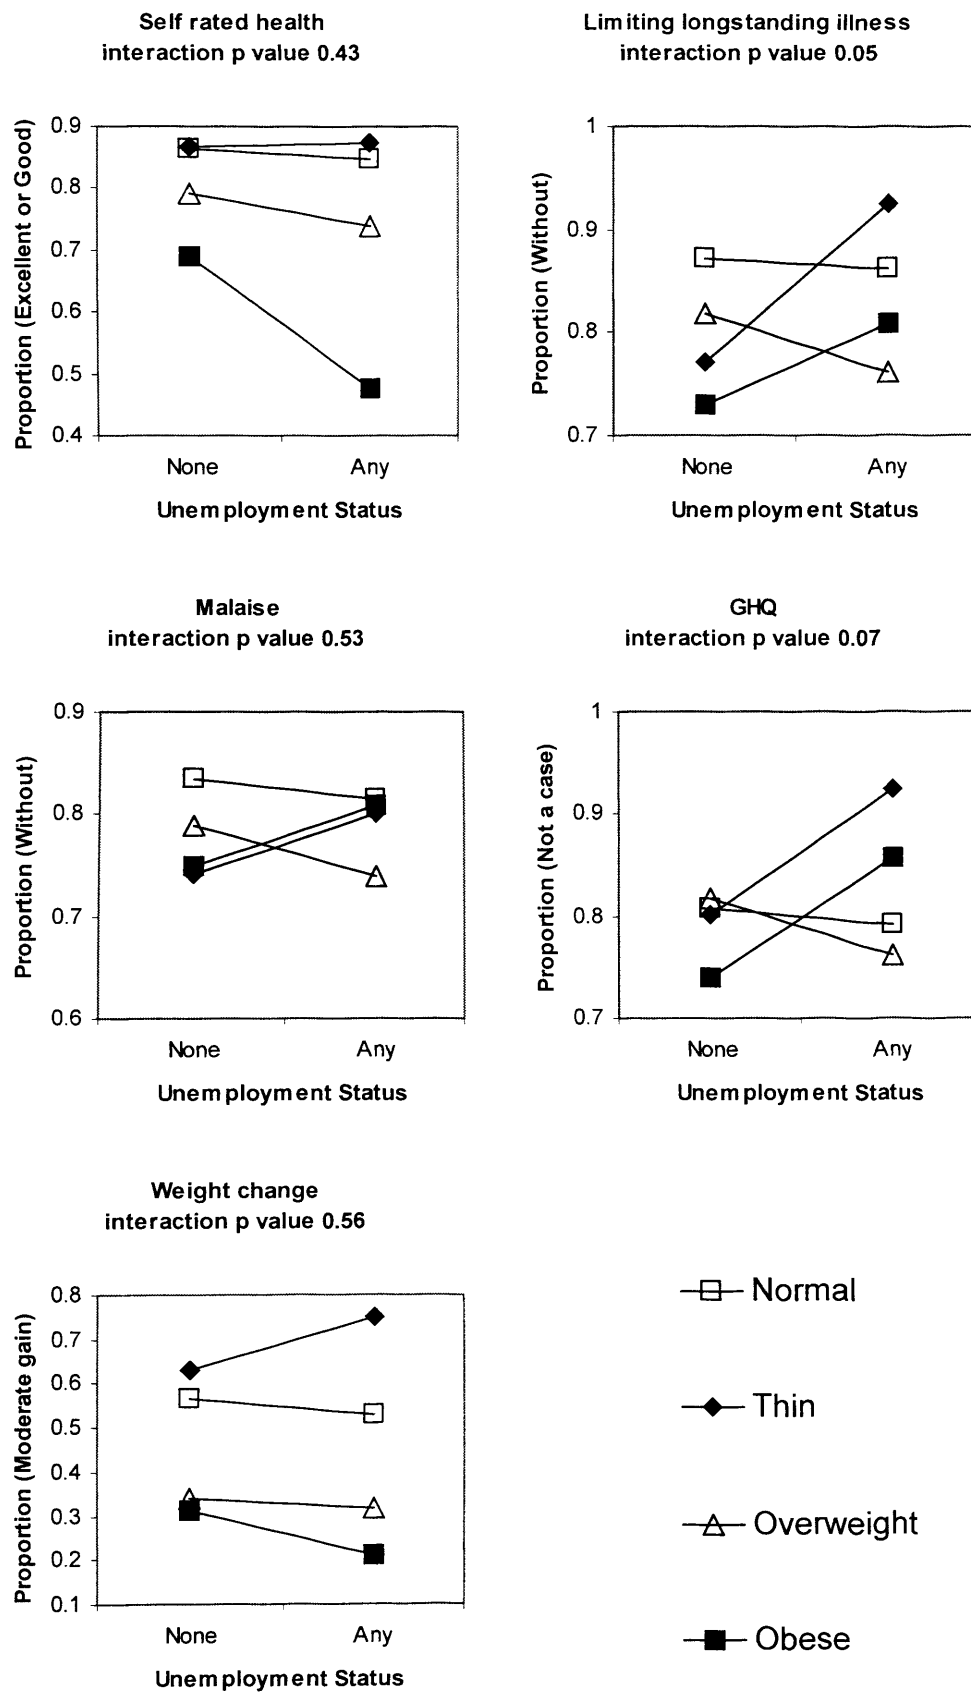 Self rated health
interaction p value 0.43
Proportion (Excellent or Good)
0.9
0.8
0.7
0.6
0.5
0.4
None Any
Unemployment Status
Limiting longstanding illness
interaction p value 0.05
Proportion (Without)
1
0.9
0.8
0.7
None Any
Unemployment Status
Malaise
interaction p value 0.53
Proportion (Without)
0.9
0.8
0.7
0.6
None Any
Unemployment Status
GHQ
interaction p value 0.07
Proportion (Not a case)
1
0.9
0.8
0.7
None Any
Unemployment Status
Weight change
interaction p value 0.56
Proportion (Moderate gain)
0.8
0.7
0.6
0.5
0.4
0.3
0.2
0.1
None Any
Unemployment Status
Normal
Thin
Overweight
Obese